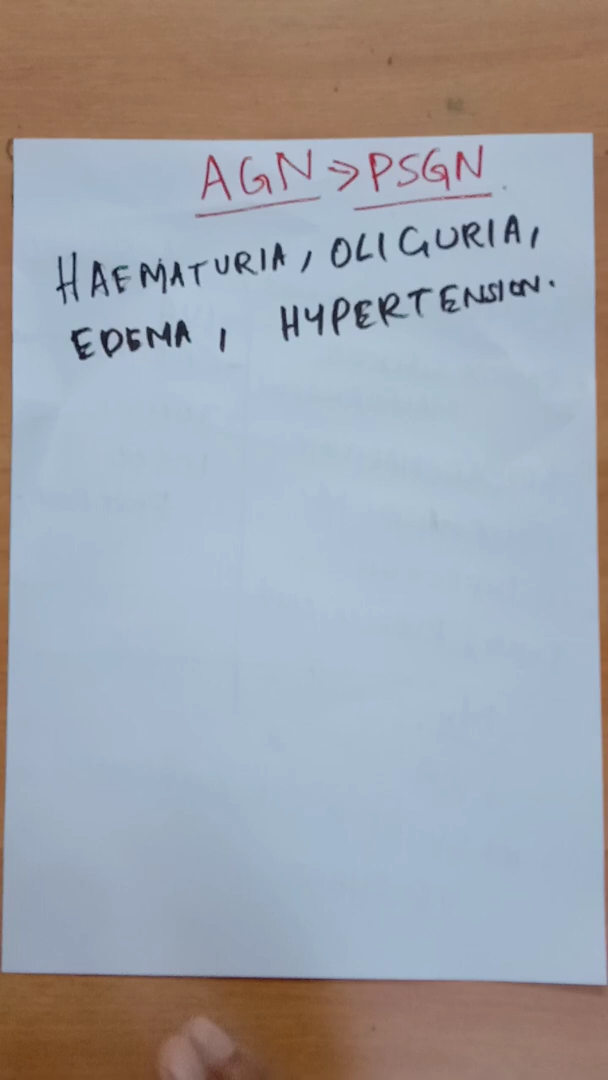 AGN → PSGN
HAEMATURIA, OLIGURIA,
EDEMA, HYPERTENSION.